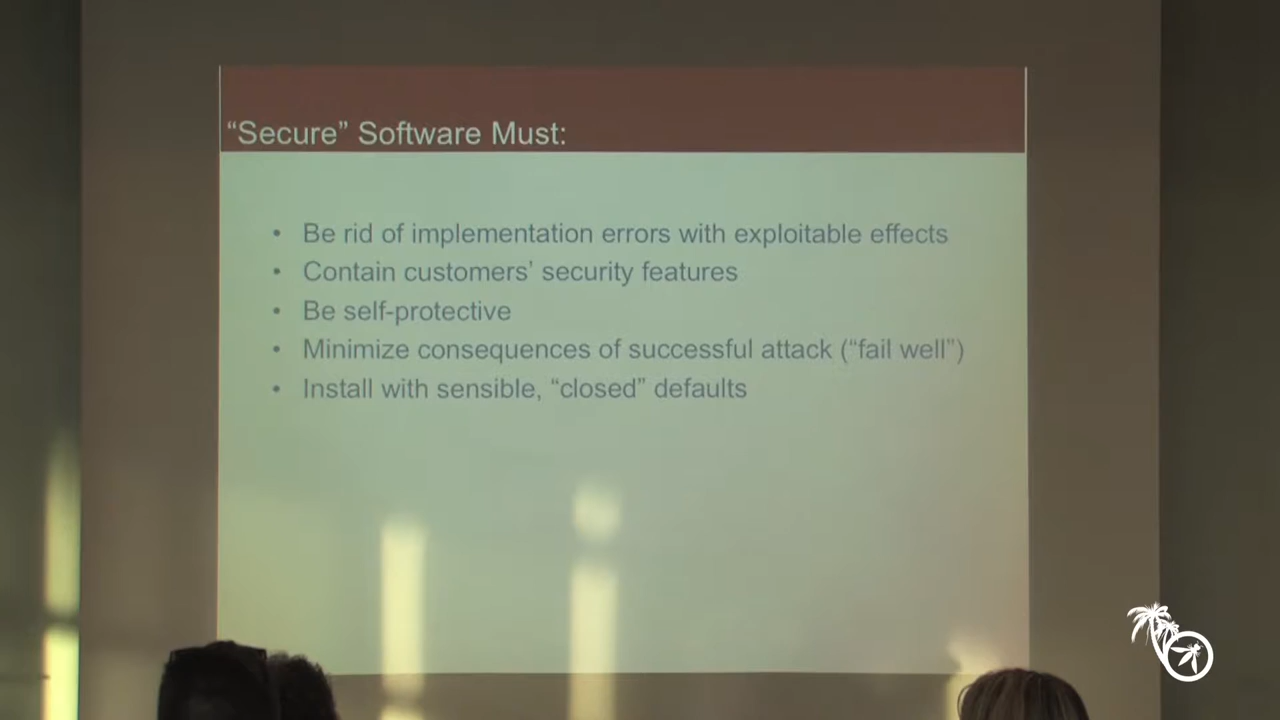 “Secure” Software Must:
• Be rid of implementation errors with exploitable effects
• Contain customers’ security features
• Be self-protective
• Minimize consequences of successful attack (“fail well”)
• Install with sensible, “closed” defaults